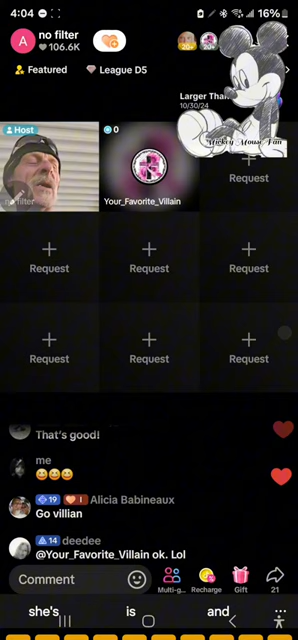 4:04
16%
no filter
106.6K
20+
20+
Featured
League D5
Larger Than
10/30/24
Mickey Mouse Fan
Host
0
no filter
Your_Favorite_Villain
Request
Request
Request
Request
Request
Request
Request
That's good!
me
😂😂😂
19
1
Alicia Babineaux
Go villian
14
deedee
@Your_Favorite_Villain ok. Lol
Comment
Multi-g...
Recharge
Gift
21
she's
is
and
...